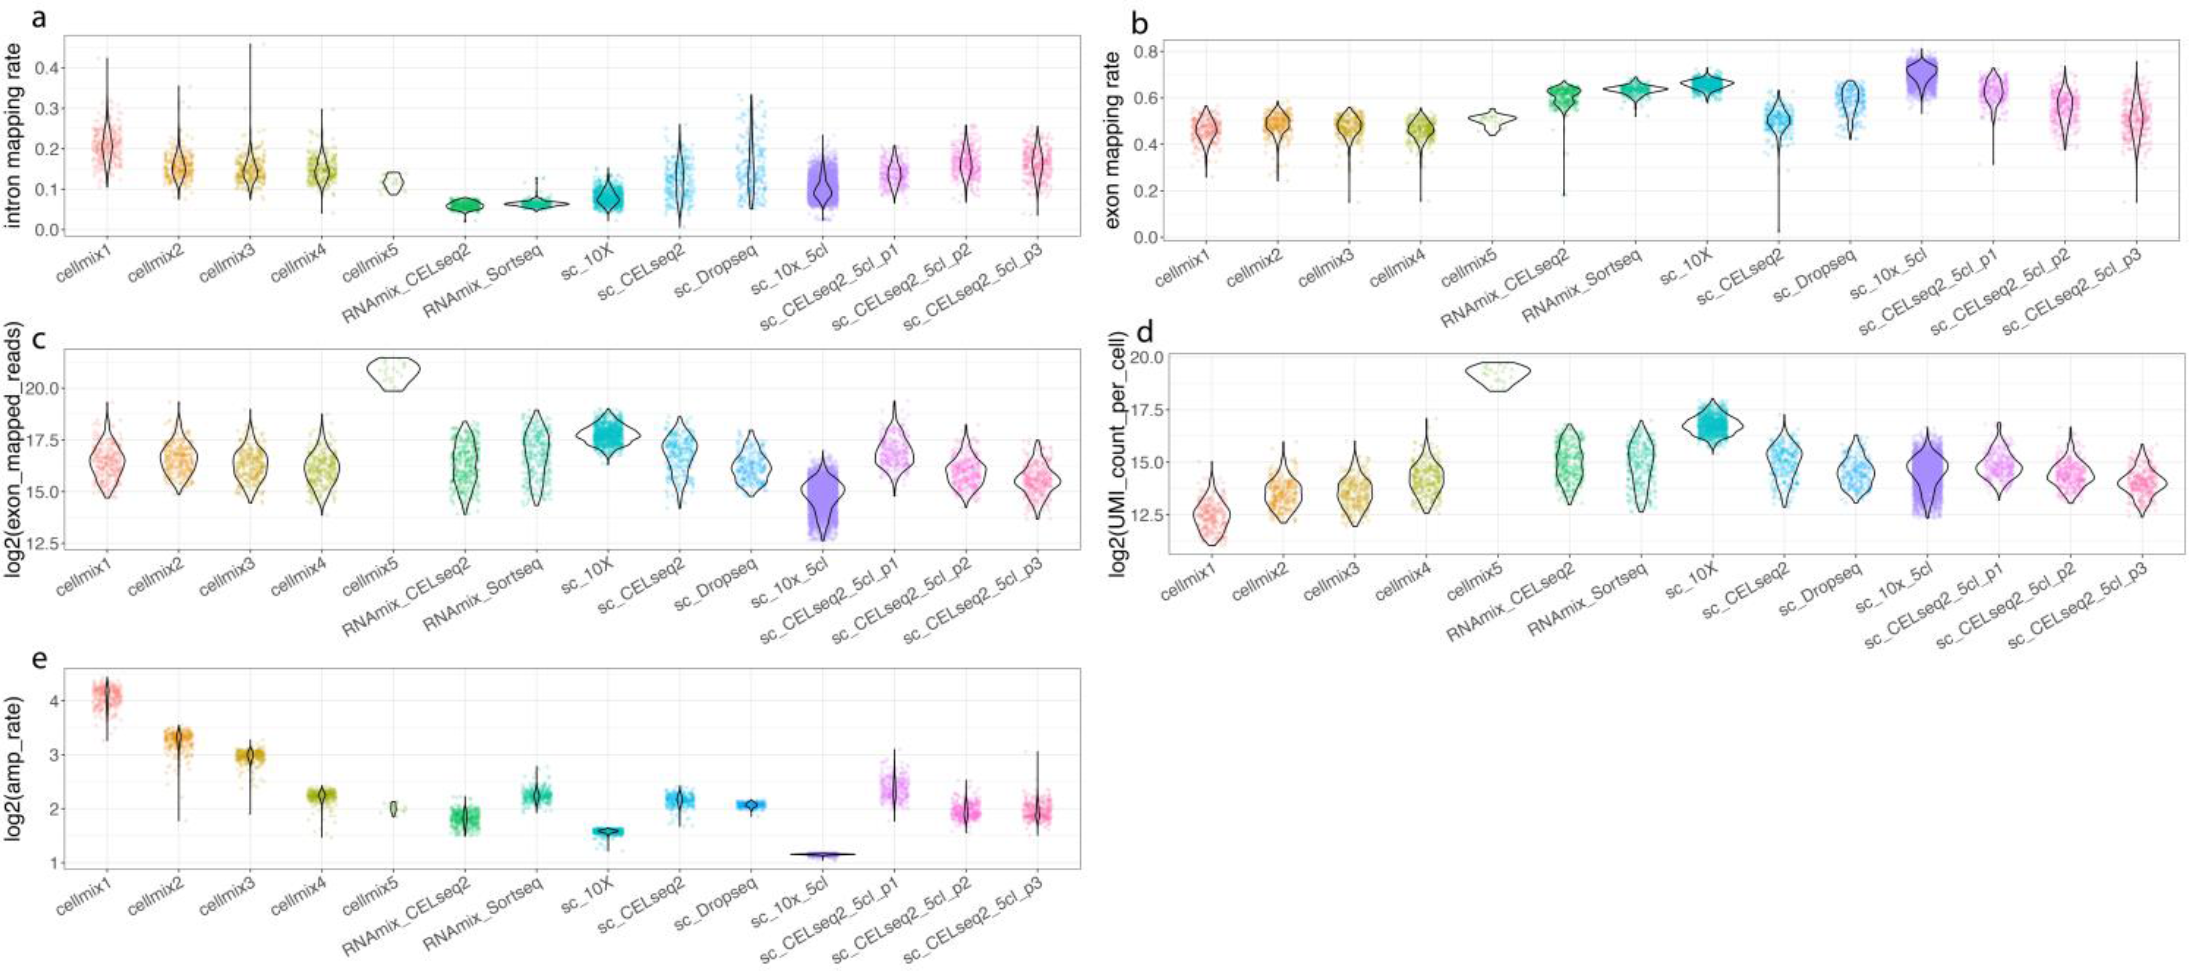 a
intron mapping rate
0.4
0.3
0.2
0.1
0.0
cellmix1
cellmix2
cellmix3
cellmix4
cellmix5
RNAmix_CELseq2
RNAmix_Sortseq
sc_10X
sc_CELseq2
sc_Dropseq
sc_10x_5cl
sc_CELseq2_5cl_p1
sc_CELseq2_5cl_p2
sc_CELseq2_5cl_p3
b
exon mapping rate
0.8
0.6
0.4
0.2
0.0
cellmix1
cellmix2
cellmix3
cellmix4
cellmix5
RNAmix_CELseq2
RNAmix_Sortseq
sc_10X
sc_CELseq2
sc_Dropseq
sc_10x_5cl
sc_CELseq2_5cl_p1
sc_CELseq2_5cl_p2
sc_CELseq2_5cl_p3
c
log2(exon_mapped_reads)
20.0
17.5
15.0
12.5
cellmix1
cellmix2
cellmix3
cellmix4
cellmix5
RNAmix_CELseq2
RNAmix_Sortseq
sc_10X
sc_CELseq2
sc_Dropseq
sc_10x_5cl
sc_CELseq2_5cl_p1
sc_CELseq2_5cl_p2
sc_CELseq2_5cl_p3
d
log2(UMI_count_per_cell)
20.0
17.5
15.0
12.5
cellmix1
cellmix2
cellmix3
cellmix4
cellmix5
RNAmix_CELseq2
RNAmix_Sortseq
sc_10X
sc_CELseq2
sc_Dropseq
sc_10x_5cl
sc_CELseq2_5cl_p1
sc_CELseq2_5cl_p2
sc_CELseq2_5cl_p3
e
log2(amp_rate)
4
3
2
1
cellmix1
cellmix2
cellmix3
cellmix4
cellmix5
RNAmix_CELseq2
RNAmix_Sortseq
sc_10X
sc_CELseq2
sc_Dropseq
sc_10x_5cl
sc_CELseq2_5cl_p1
sc_CELseq2_5cl_p2
sc_CELseq2_5cl_p3